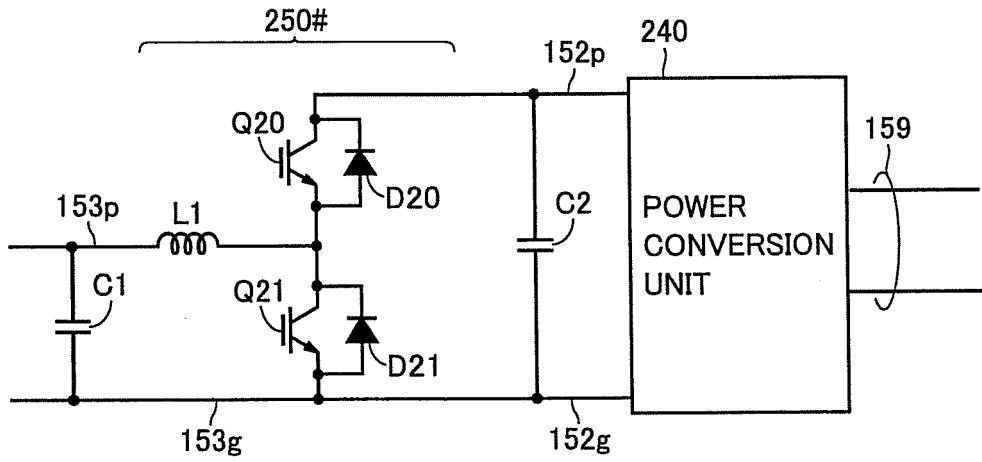 250#
240
152p
Q20
159
D20
153p
L1
C2
POWER
CONVERSION
UNIT
C1
Q21
D21
153g
152g